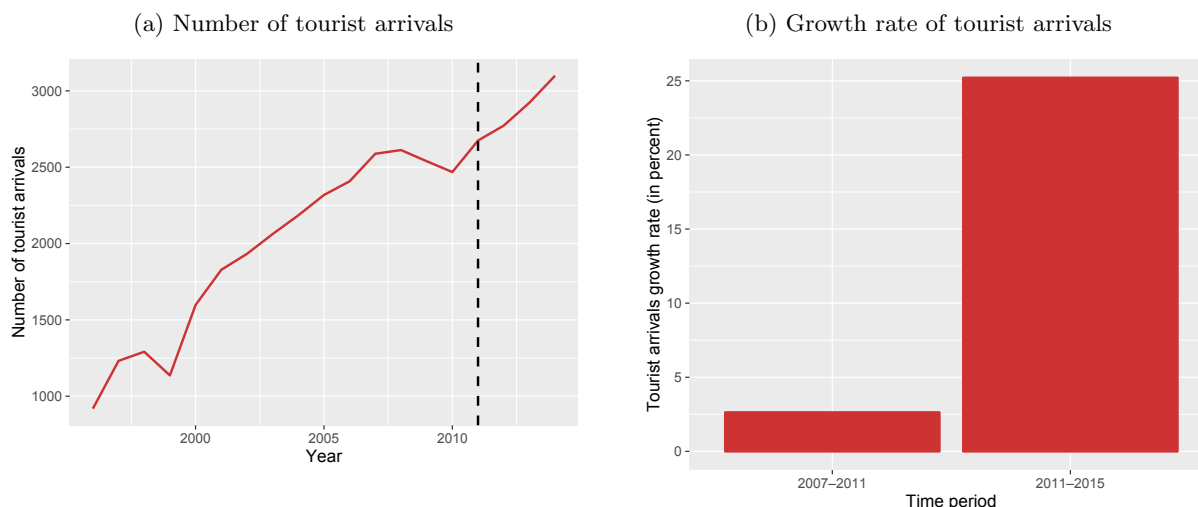 (a) Number of tourist arrivals
Number of tourist arrivals
3000
2500
2000
1500
1000
2000 2005 2010
Year
(b) Growth rate of tourist arrivals
Tourist arrivals growth rate (in percent)
25
20
15
10
5
0
2007–2011 2011–2015
Time period